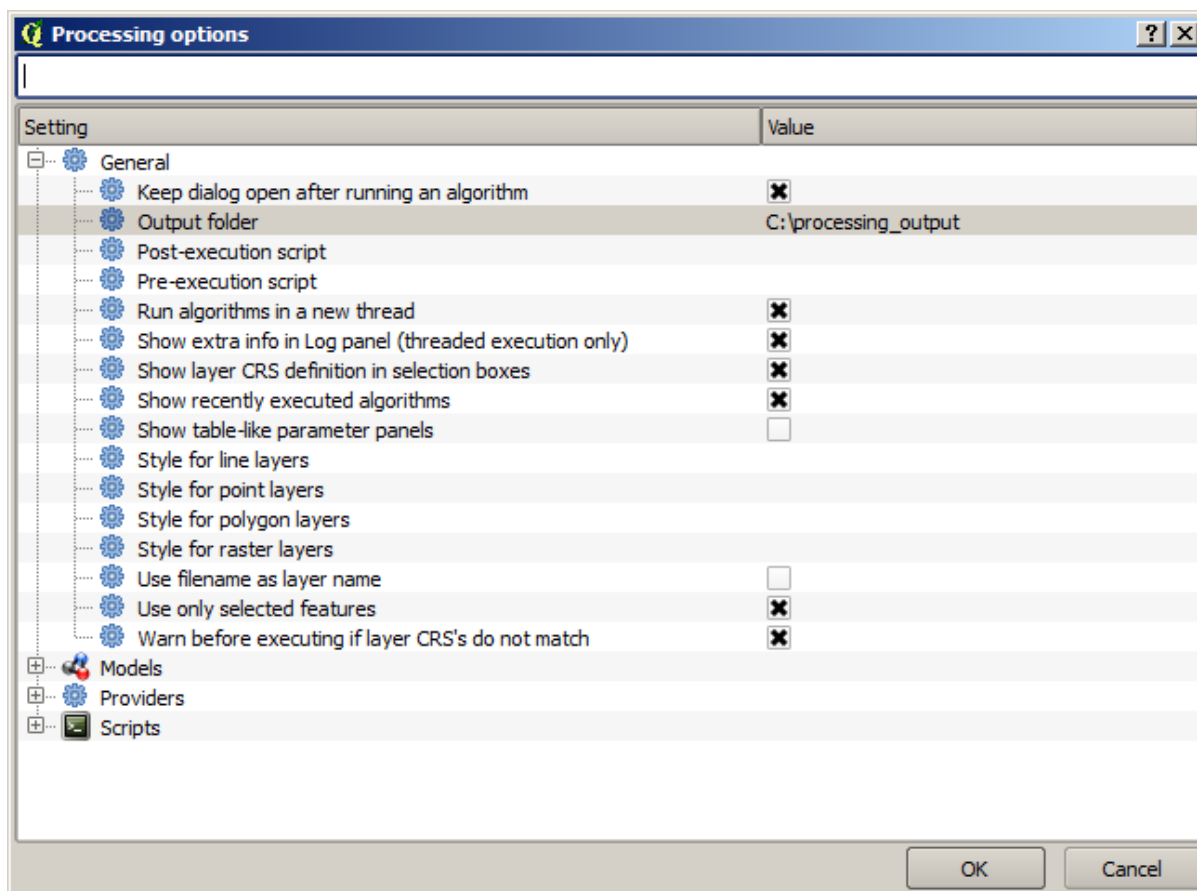 Processing options
Setting Value
General
Keep dialog open after running an algorithm
Output folder C:\processing_output
Post-execution script
Pre-execution script
Run algorithms in a new thread
Show extra info in Log panel (threaded execution only)
Show layer CRS definition in selection boxes
Show recently executed algorithms
Show table-like parameter panels
Style for line layers
Style for point layers
Style for polygon layers
Style for raster layers
Use filename as layer name
Use only selected features
Warn before executing if layer CRS's do not match
Models
Providers
Scripts
OK Cancel